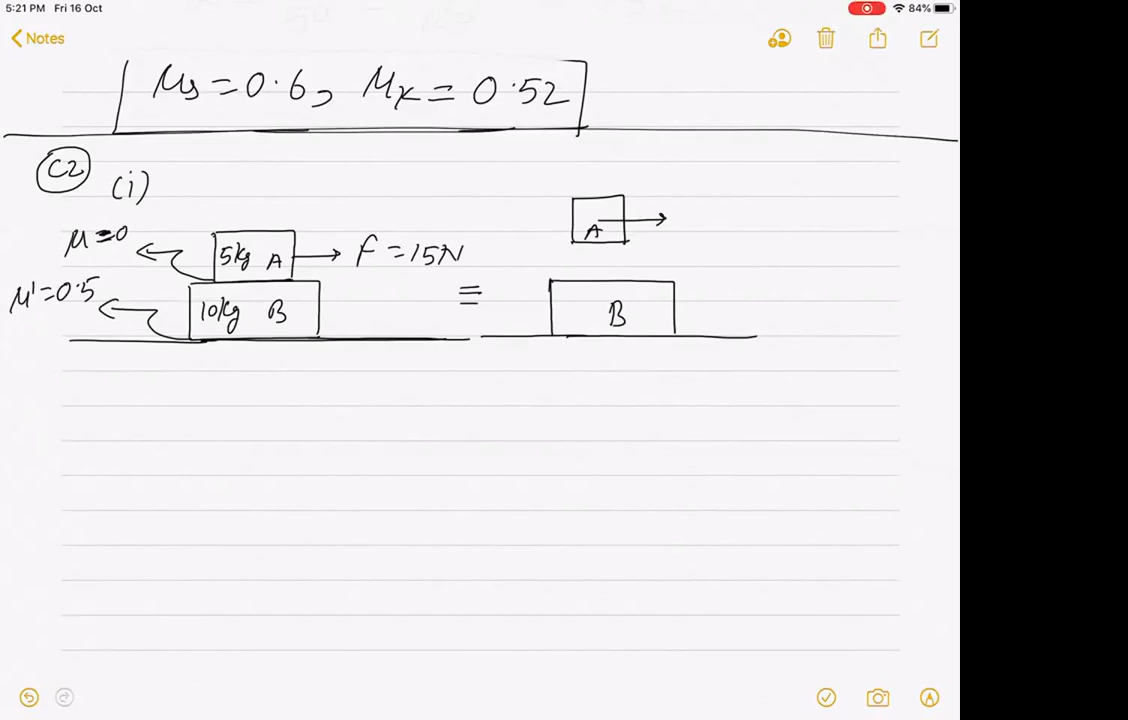 5:21 PM Fri 16 Oct
84%
Notes
μs = 0.6, μk = 0.52
C2 (i)
μ = 0
5kg A
F = 15N
A
μ' = 0.5
10kg B
≡
B